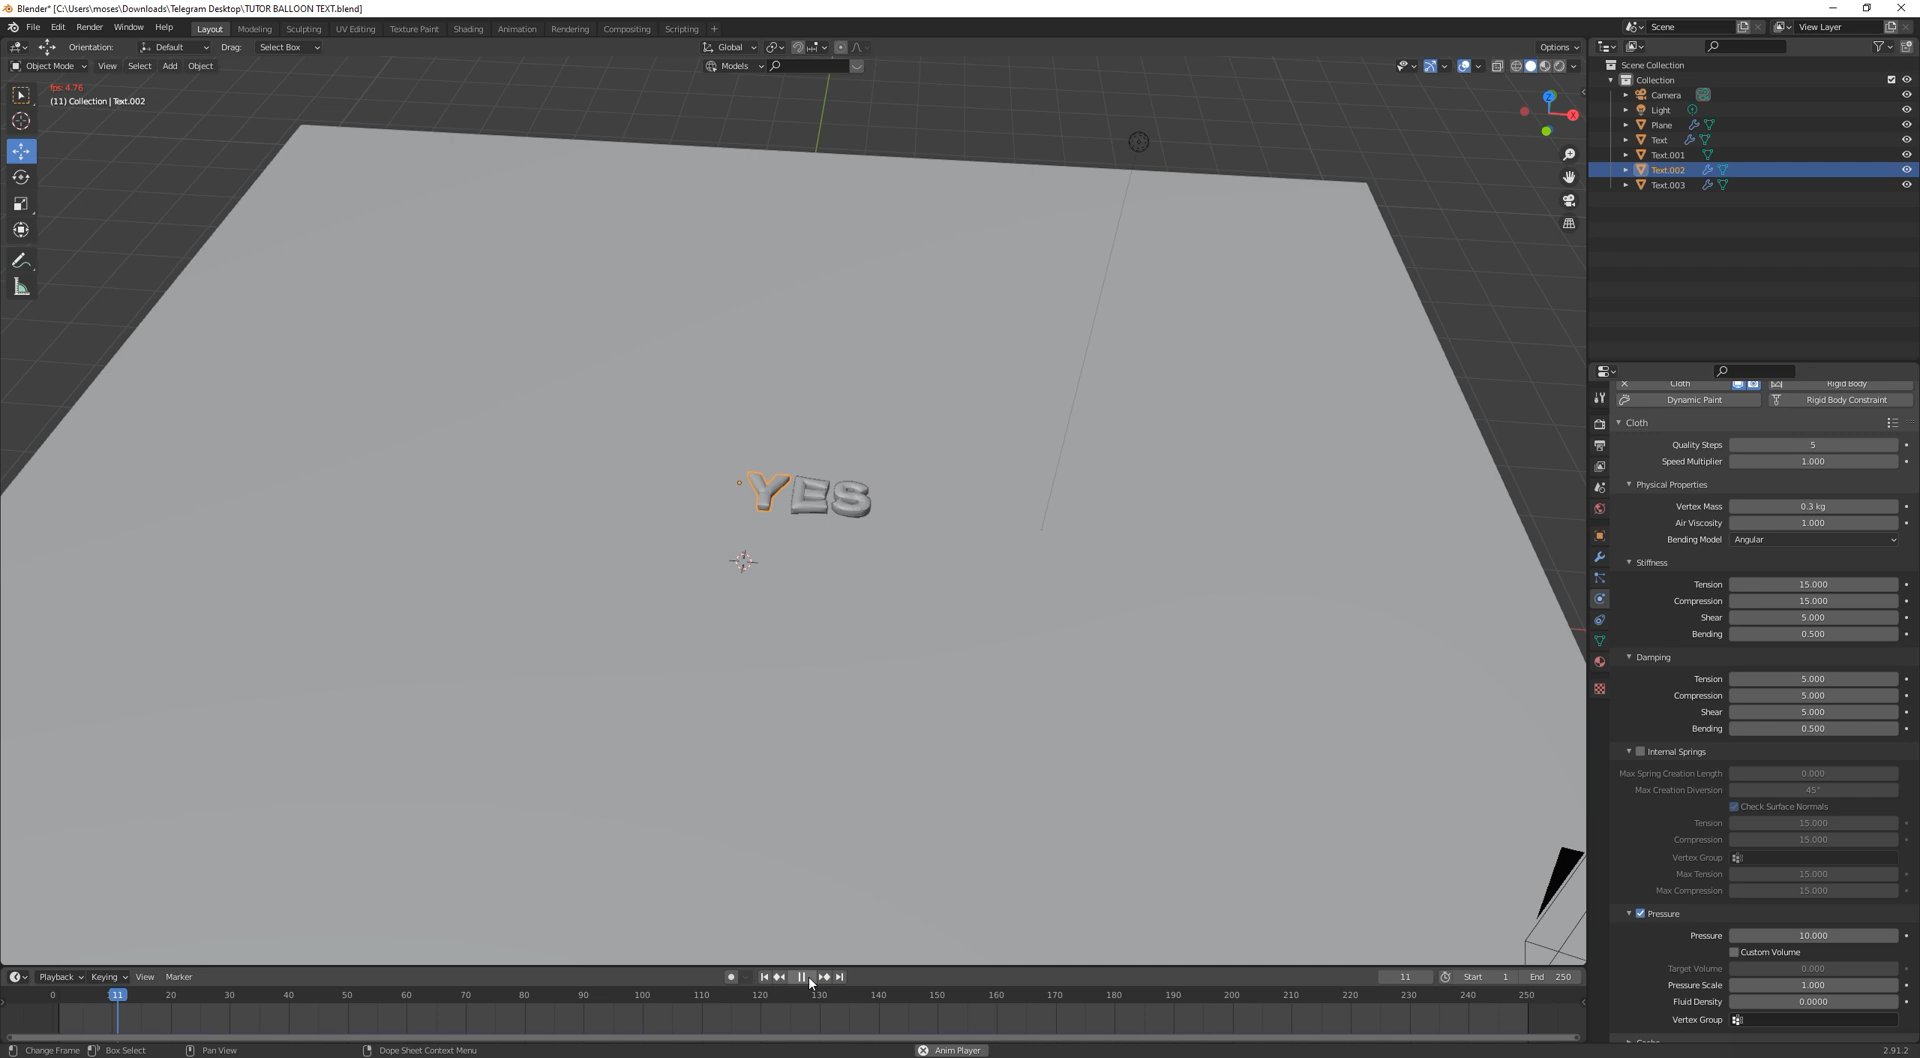 Blender* [C:\Users\moses\Downloads\Telegram Desktop\TUTOR BALLOON TEXT.blend]
File Edit Render Window Help Layout Modeling Sculpting UV Editing Texture Paint Shading Animation Rendering Compositing Scripting + Scene View Layer
Orientation: Default Drag: Select Box Global Options
Object Mode View Select Add Object Models
fps: 4.76
(11) Collection | Text.002
Z
X
YES
Scene Collection
Collection
Camera
Light
Plane
Text
Text.001
Text.002
Text.003
Cloth Rigid Body
Dynamic Paint Rigid Body Constraint
Cloth
Quality Steps 5
Speed Multiplier 1.000
Physical Properties
Vertex Mass 0.3 kg
Air Viscosity 1.000
Bending Model Angular
Stiffness
Tension 15.000
Compression 15.000
Shear 5.000
Bending 0.500
Damping
Tension 5.000
Compression 5.000
Shear 5.000
Bending 0.500
Internal Springs
Max Spring Creation Length 0.000
Max Creation Diversion 45°
Check Surface Normals
Tension 15.000
Compression 15.000
Vertex Group
Max Tension 15.000
Max Compression 15.000
Pressure
Pressure 10.000
Custom Volume
Target Volume 0.000
Pressure Scale 1.000
Fluid Density 0.0000
Vertex Group
Playback Keying View Marker 11 Start 1 End 250
0 11 20 30 40 50 60 70 80 90 100 110 120 130 140 150 160 170 180 190 200 210 220 230 240 250
Change Frame Box Select Pan View Dope Sheet Context Menu Anim Player 2.91.2